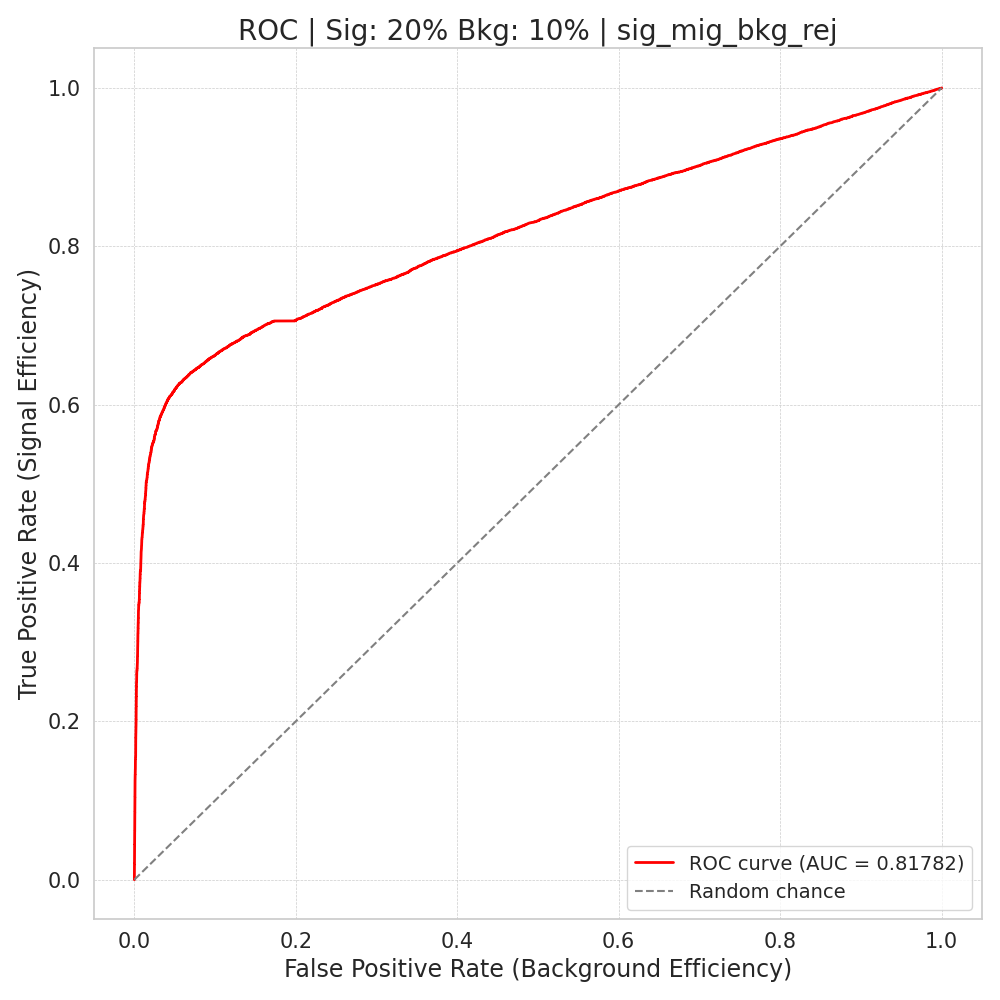 ROC | Sig: 20% Bkg: 10% | sig_mig_bkg_rej
True Positive Rate (Signal Efficiency)
1.0
0.8
0.6
0.4
0.2
0.0
ROC curve (AUC = 0.81782)
Random chance
0.0 0.2 0.4 0.6 0.8 1.0
False Positive Rate (Background Efficiency)